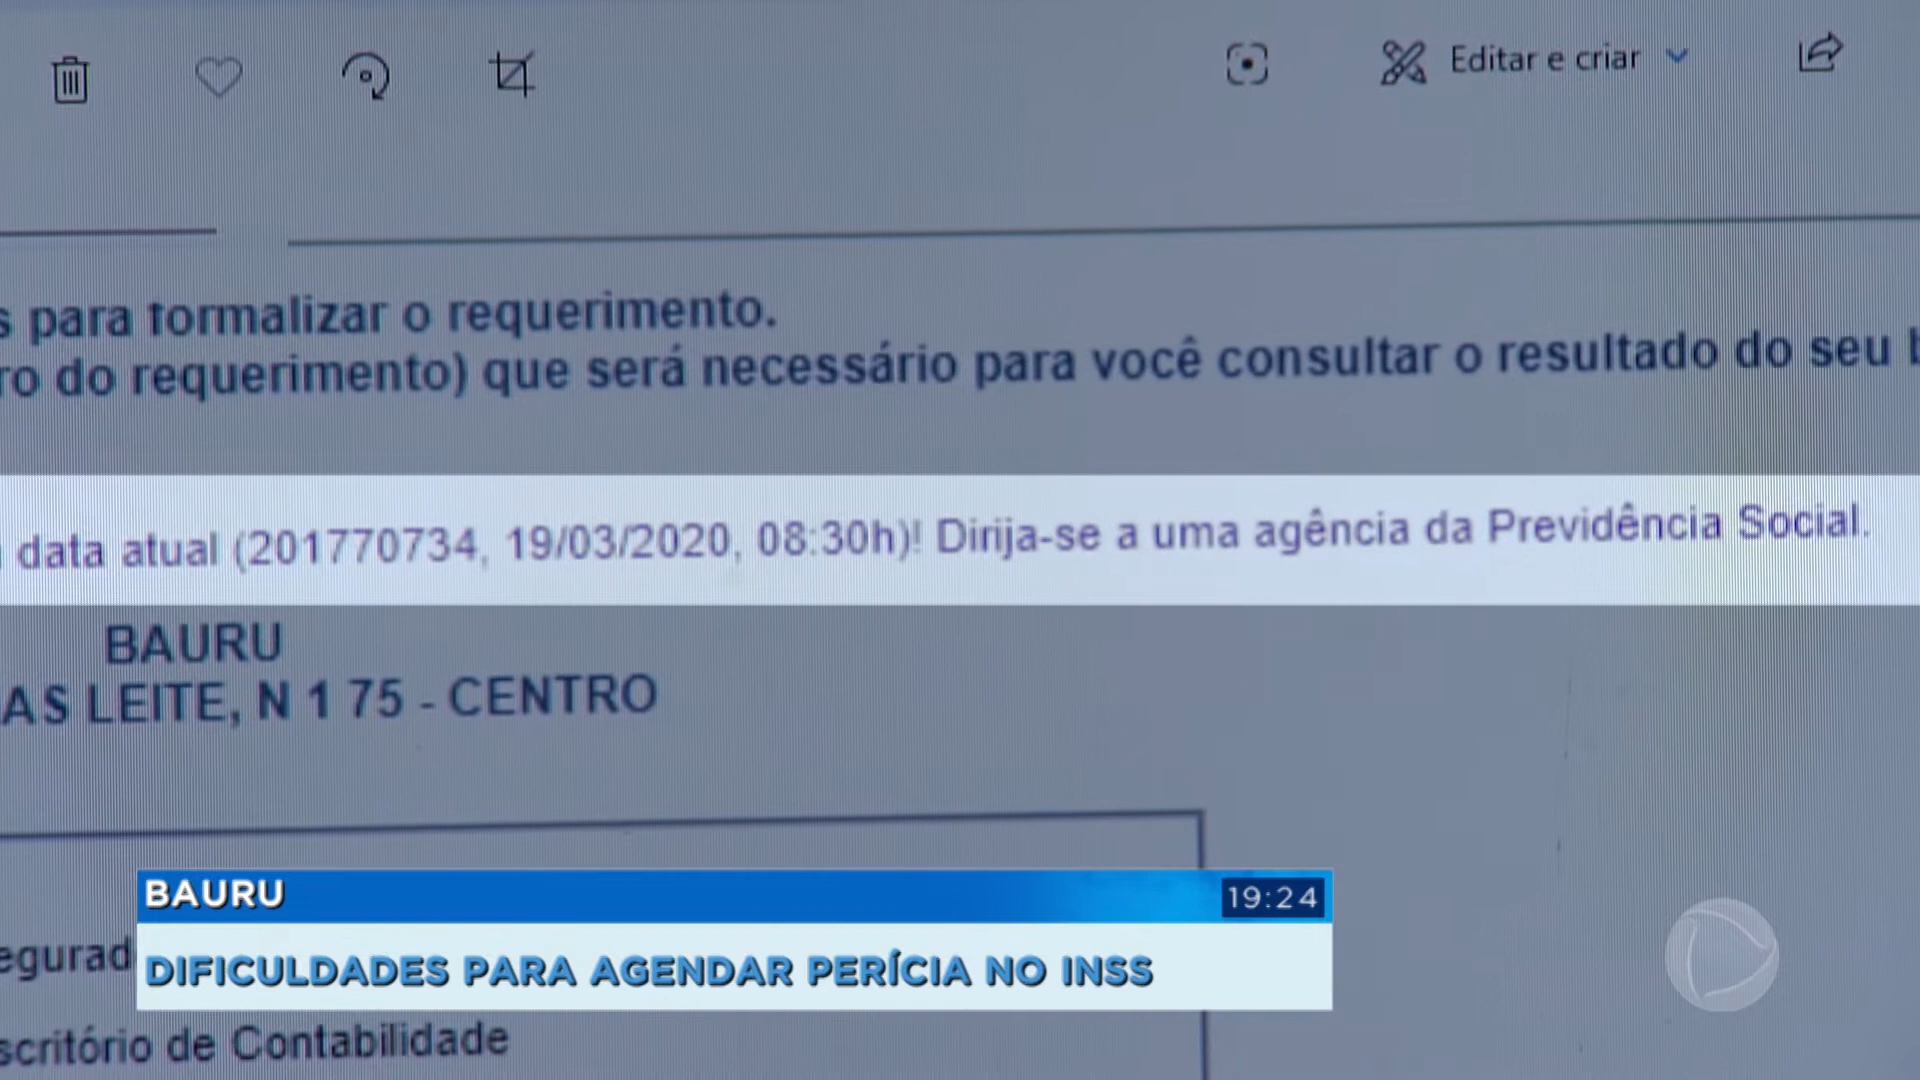 Editar e criar
s para formalizar o requerimento.
ro do requerimento) que será necessário para você consultar o resultado do seu b
data atual (201770734, 19/03/2020, 08:30h)! Dirija-se a uma agência da Previdência Social.
BAURU
AS LEITE, N 1 75 - CENTRO
BAURU
19:24
egurad
DIFICULDADES PARA AGENDAR PERÍCIA NO INSS
scritório de Contabilidade